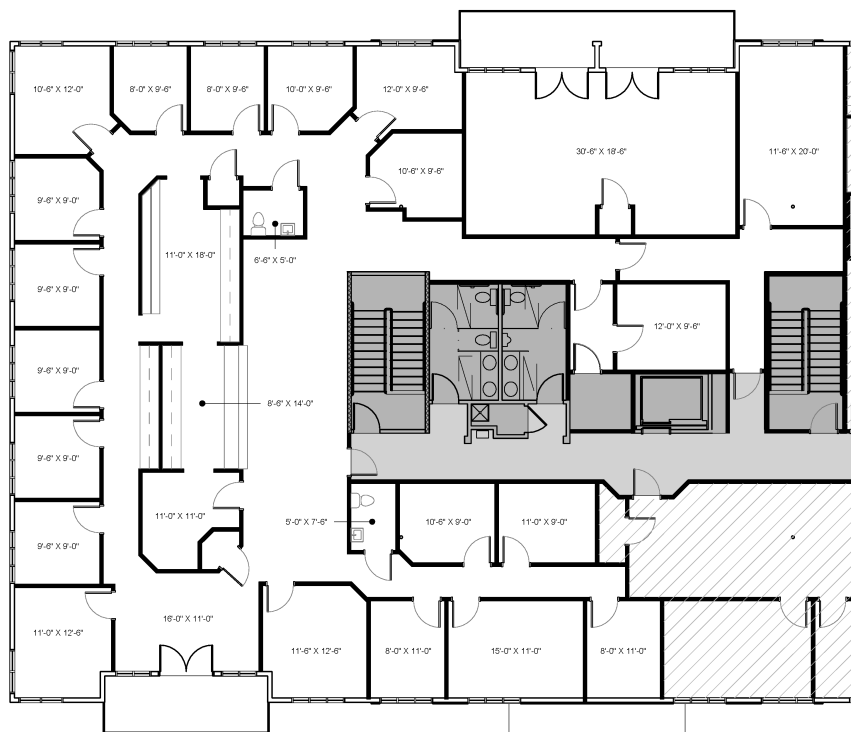 10'-6" X 12'-0"
8'-0" X 9'-6"
8'-0" X 9'-6"
10'-0" X 9'-6"
12'-0" X 9'-6"
30'-6" X 18'-6"
11'-6" X 20'-0"
10'-6" X 9'-6"
9'-6" X 9'-0"
11'-0" X 18'-0"
6'-6" X 5'-0"
9'-6" X 9'-0"
12'-0" X 9'-6"
9'-6" X 9'-0"
8'-6" X 14'-0"
9'-6" X 9'-0"
11'-0" X 11'-0"
5'-0" X 7'-6"
10'-6" X 9'-0"
11'-0" X 9'-0"
9'-6" X 9'-0"
11'-0" X 12'-6"
16'-0" X 11'-0"
11'-6" X 12'-6"
8'-0" X 11'-0"
15'-0" X 11'-0"
8'-0" X 11'-0"